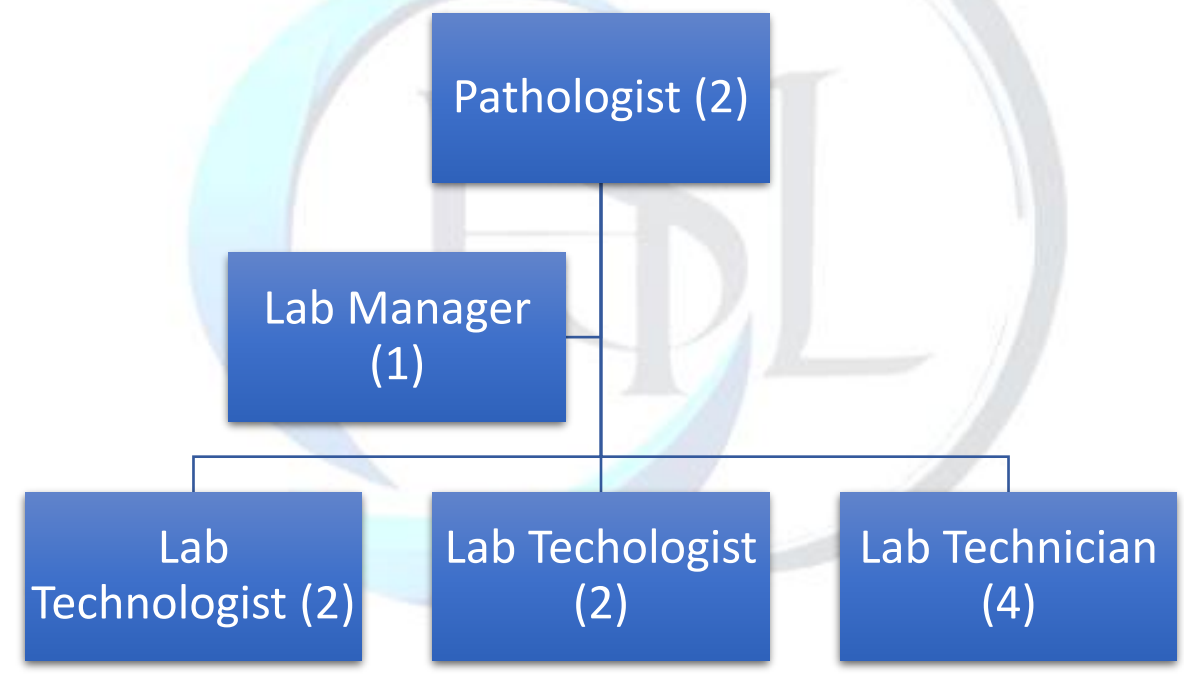 Pathologist (2)
Lab Manager
(1)
Lab
Technologist (2)
Lab Techologist
(2)
Lab Technician
(4)